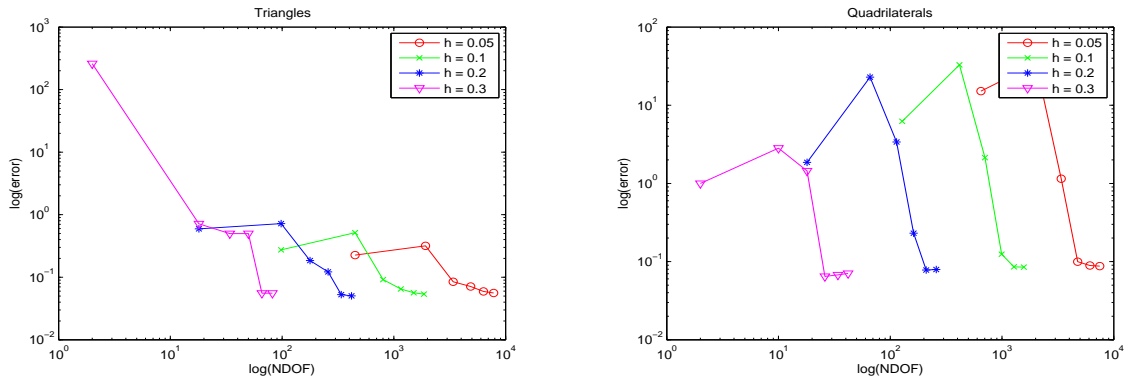 Triangles
10^3
10^2
10^1
10^0
10^-1
10^-2
log(error)
10^0
10^1
10^2
10^3
10^4
log(NDOF)
h = 0.05
h = 0.1
h = 0.2
h = 0.3
Quadrilaterals
10^2
10^1
10^0
10^-1
10^-2
log(error)
10^0
10^1
10^2
10^3
10^4
log(NDOF)
h = 0.05
h = 0.1
h = 0.2
h = 0.3